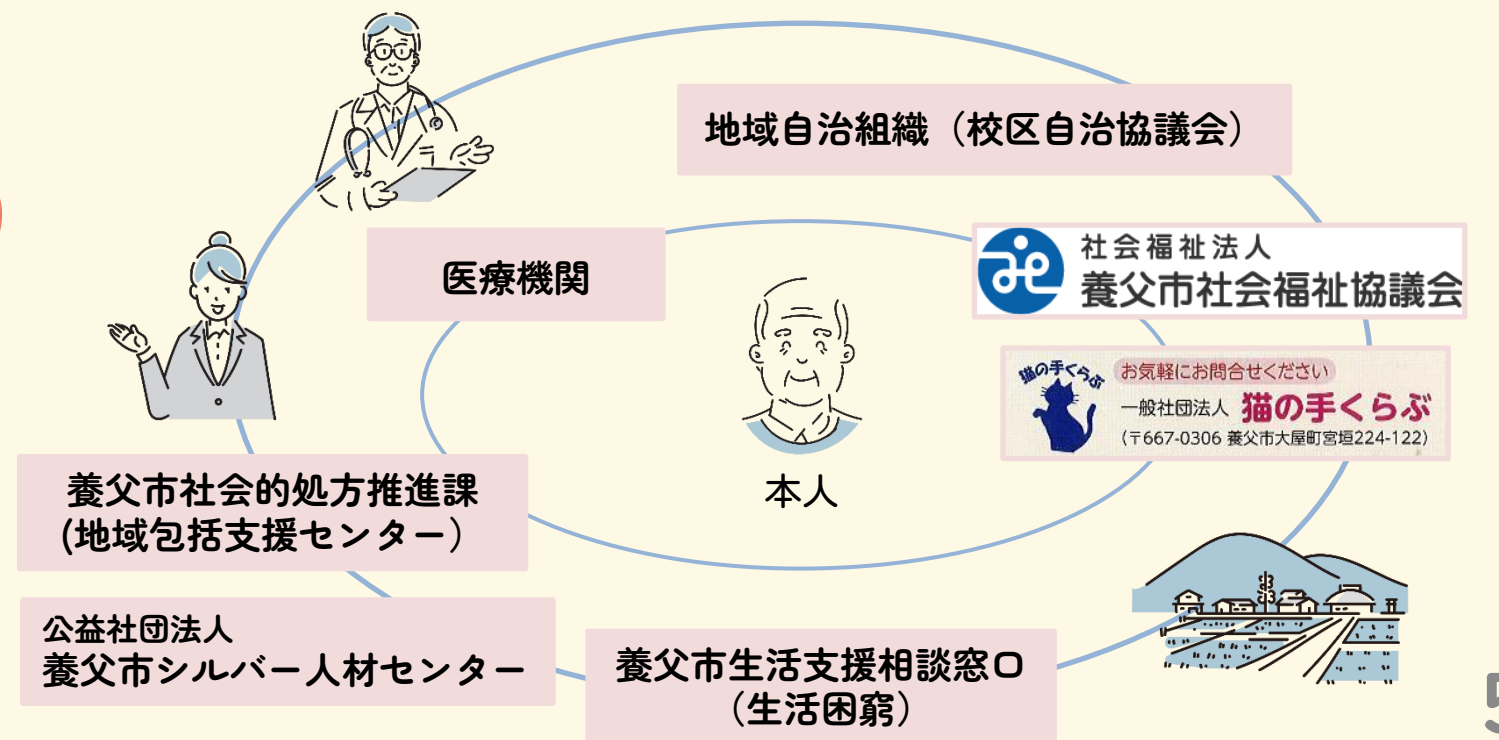 地域自治組織（校区自治協議会）
医療機関
社会福祉法人
養父市社会福祉協議会
猫の手くらぶ
お気軽にお問合せください
一般社団法人 猫の手くらぶ
(〒667-0306 養父市大屋町宮垣224-122)
本人
養父市社会的処方推進課
(地域包括支援センター）
公益社団法人
養父市シルバー人材センター
養父市生活支援相談窓口
（生活困窮）